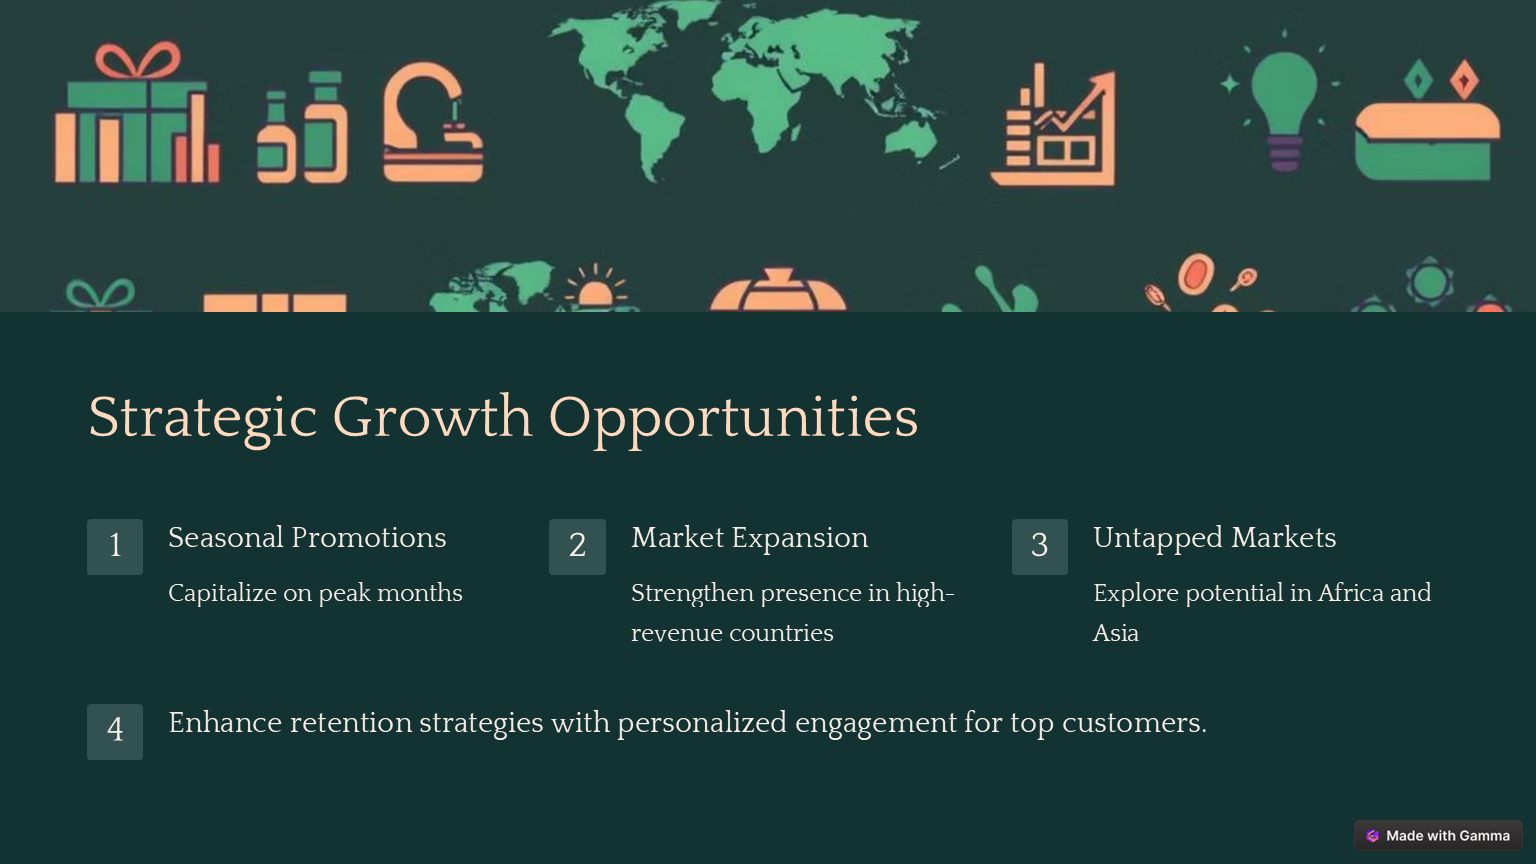 Strategic Growth Opportunities
1
Seasonal Promotions
Capitalize on peak months
2
Market Expansion
Strengthen presence in high-
revenue countries
3
Untapped Markets
Explore potential in Africa and
Asia
4
Enhance retention strategies with personalized engagement for top customers.
Made with Gamma